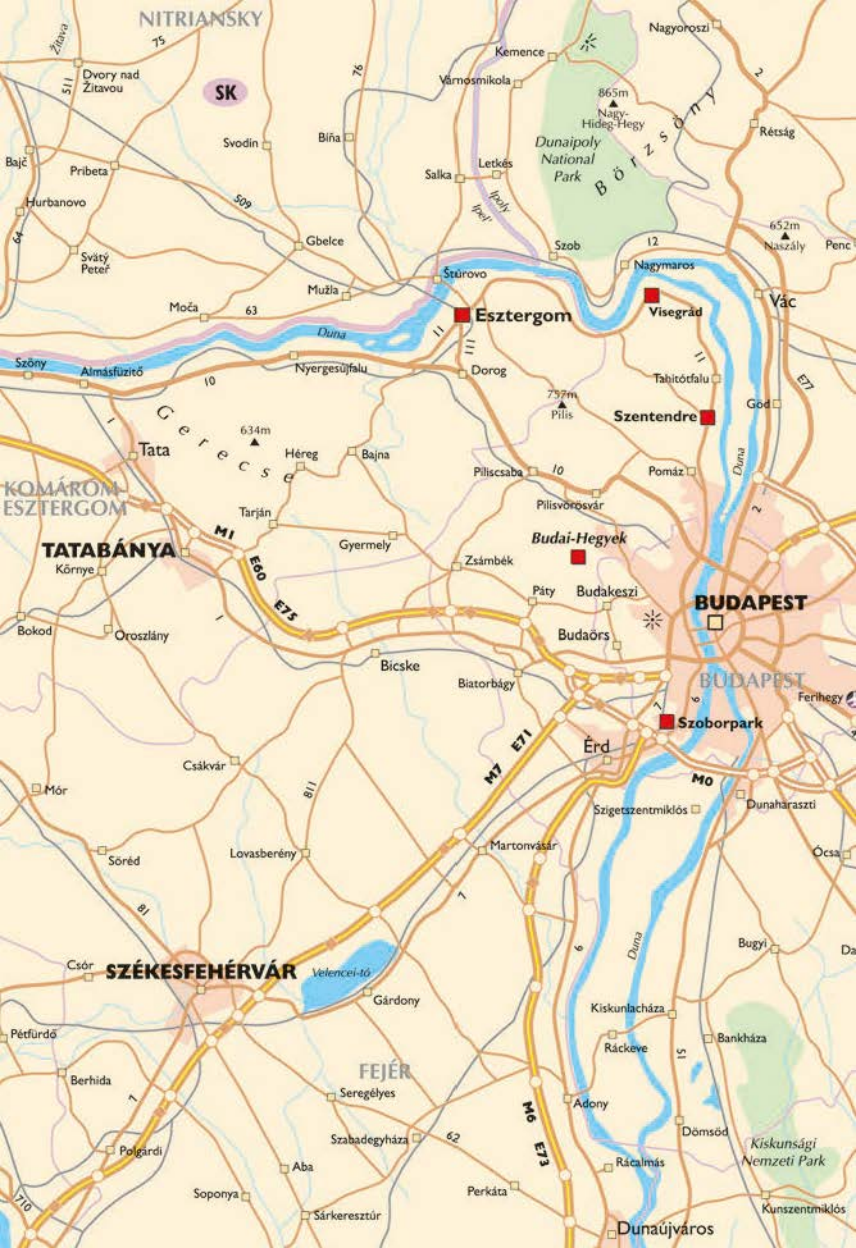 NITRIANSKY
Žitava
75
511
Dvory nad
Žitavou
SK
76
Kemence
Nagyoroszi
Vámosmikola
865m
Nagy-
Hideg-Hegy
2
Rétság
Börzsöny
Dunaipoly
National
Park
Bajč
Pribeta
Svodín
Bíňa
Salka
Letkés
Ipoly
Ipel'
Hurbanovo
64
509
Svätý
Peter
Gbelce
Szob
12
652m
Naszály
Penc
Nagymaros
Štúrovo
Mužla
Moča
63
Esztergom
Visegrád
Vác
Duna
11
111
11
Szőny
Almásfüzitő
10
Nyergesújfalu
Dorog
Tahitótfalu
E77
1
Gerecse
634m
757m
Pilis
Szentendre
Göd
Tata
Héreg
Bajna
Piliscsaba
10
Pomáz
Duna
Pilisvörösvár
2
KOMÁROM-
ESZTERGOM
Tarján
M1
Gyermely
Budai-Hegyek
TATABÁNYA
Környe
E60
E75
Zsámbék
Páty
Budakeszi
BUDAPEST
Bokod
Oroszlány
1
Budaörs
Bicske
Biatorbágy
BUDAPEST
Ferihegy
7
6
Szoborpark
Érd
E71
M7
M0
Csákvár
Mór
811
Szigetszentmiklós
Dunaharaszti
Söréd
Lovasberény
Martonvásár
Ócsa
81
7
6
Duna
Bugyi
Da
Csór
SZÉKESFEHÉRVÁR
Velencei-tó
Gárdony
Kiskunlacháza
Pétfürdő
Ráckeve
51
Bankháza
FEJÉR
Berhida
7
Seregélyes
M6
E73
Adony
Dömsöd
Szabadegyháza
62
Kiskunsági
Nemzeti Park
Polgárdi
Aba
Rácalmás
Perkáta
Soponya
710
Sárkeresztúr
Kunszentmiklós
Dunaújváros